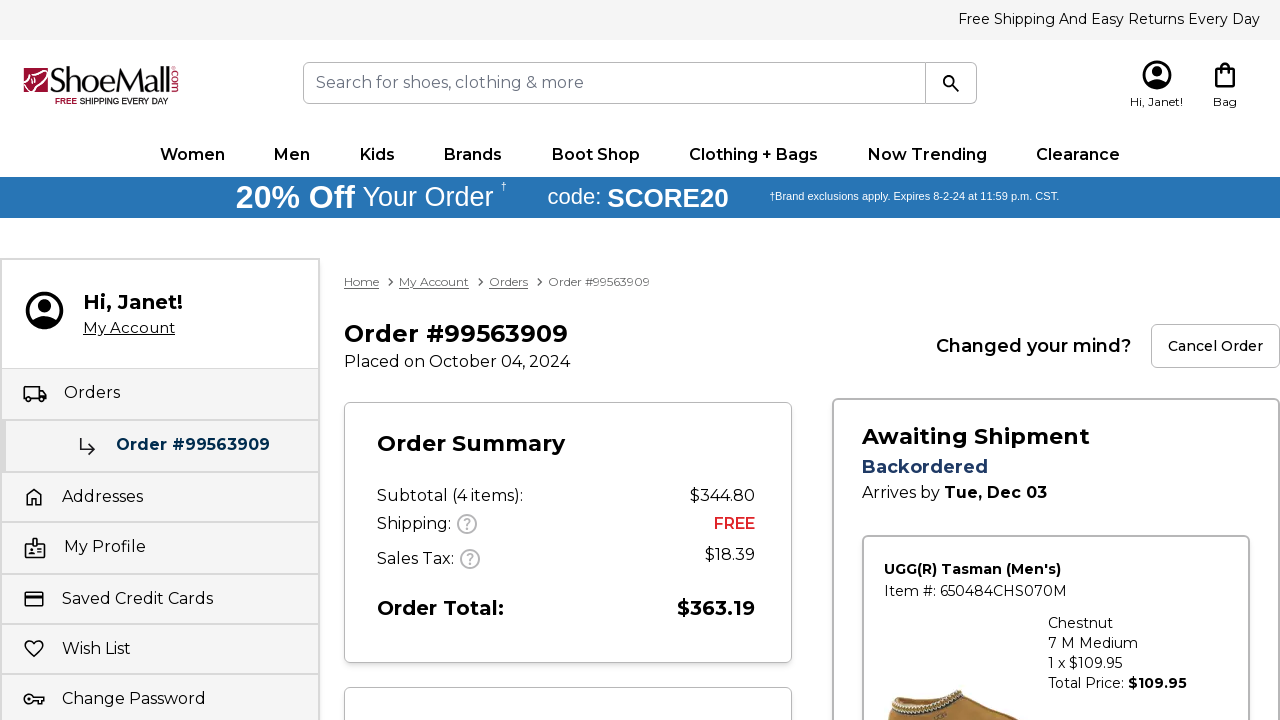 Free Shipping And Easy Returns Every Day
ShoeMall.com
FREE SHIPPING EVERY DAY
Search for shoes, clothing & more
Hi, Janet!
Bag
Women
Men
Kids
Brands
Boot Shop
Clothing + Bags
Now Trending
Clearance
20% Off Your Order † code: SCORE20 †Brand exclusions apply. Expires 8-2-24 at 11:59 p.m. CST.
Hi, Janet!
My Account
Orders
Order #99563909
Addresses
My Profile
Saved Credit Cards
Wish List
Change Password
Home > My Account > Orders > Order #99563909
Order #99563909
Placed on October 04, 2024
Changed your mind?
Cancel Order
Order Summary
Subtotal (4 items): $344.80
Shipping: ? FREE
Sales Tax: ? $18.39
Order Total: $363.19
Awaiting Shipment
Backordered
Arrives by Tue, Dec 03
UGG(R) Tasman (Men's)
Item #: 650484CHS070M
Chestnut
7 M Medium
1 x $109.95
Total Price: $109.95